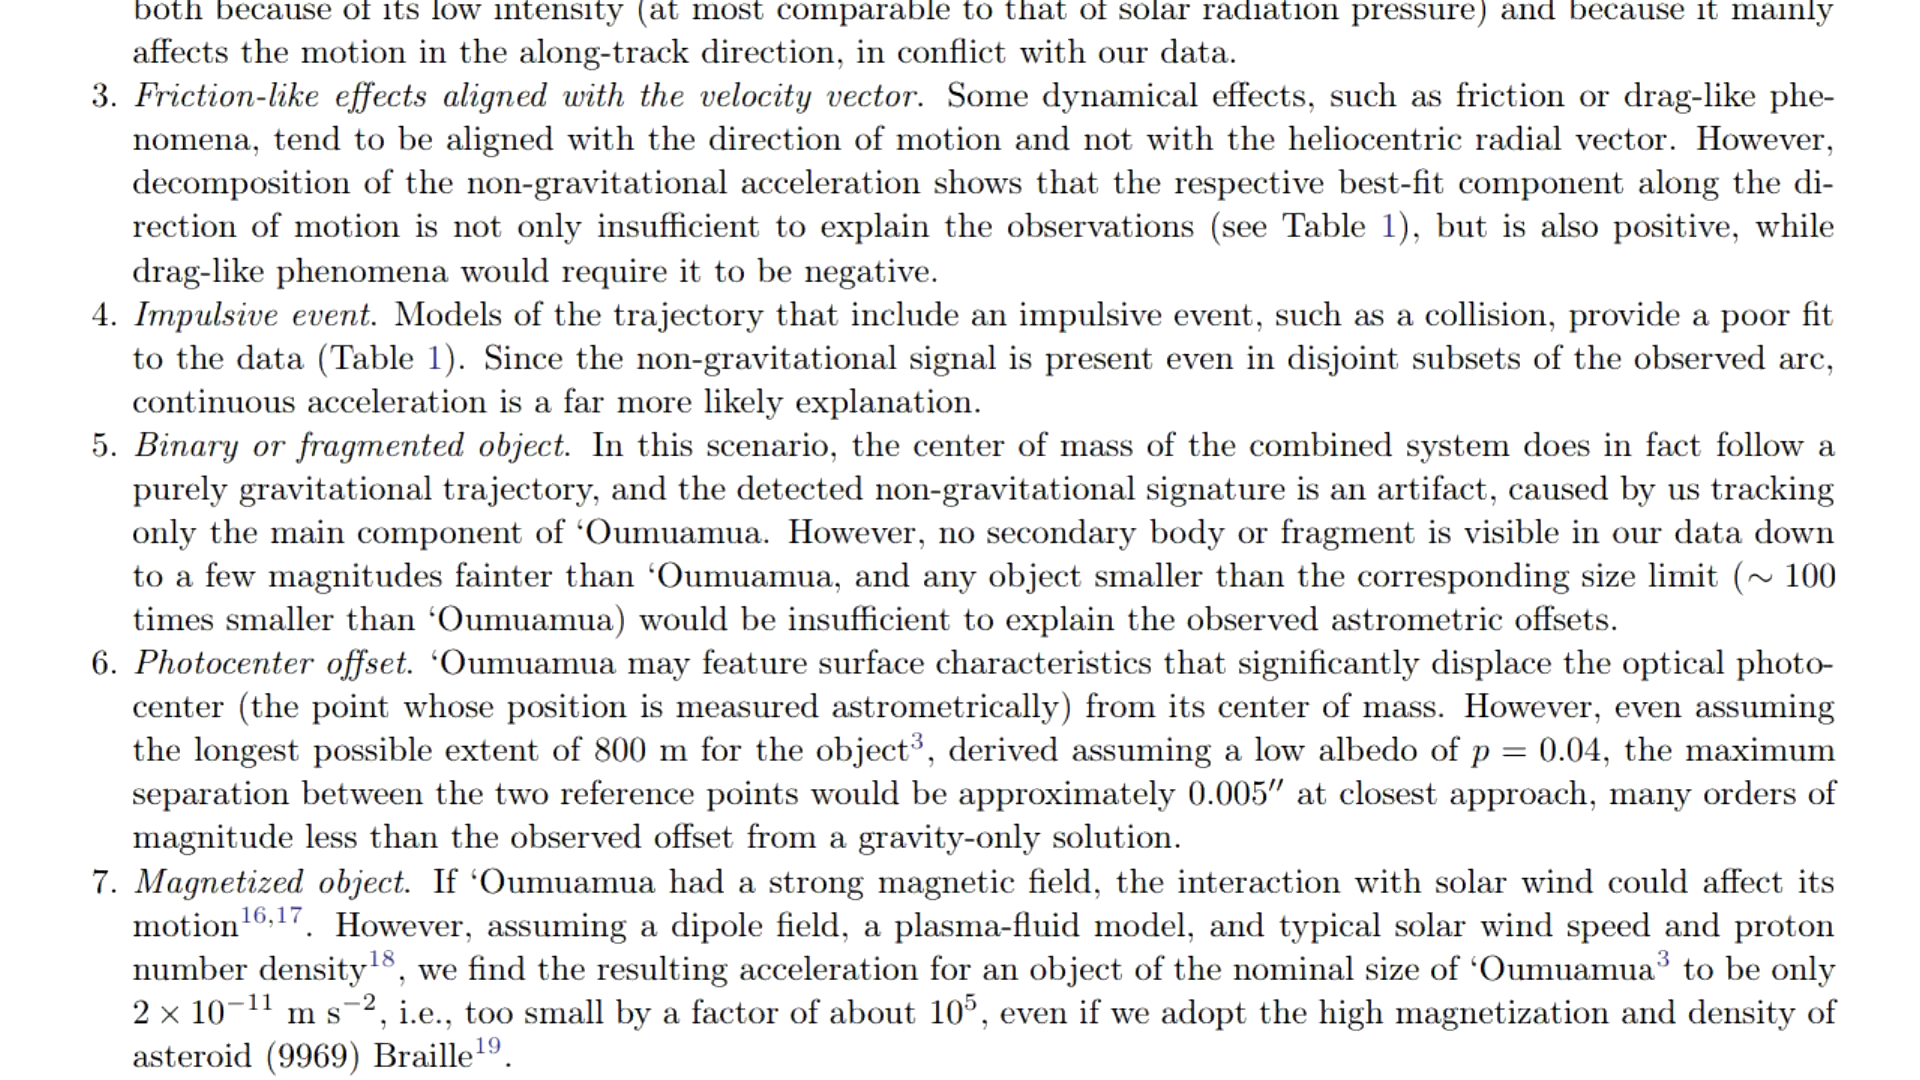 both because of its low intensity (at most comparable to that of solar radiation pressure) and because it mainly
affects the motion in the along-track direction, in conflict with our data.
3. Friction-like effects aligned with the velocity vector. Some dynamical effects, such as friction or drag-like phe-
nomena, tend to be aligned with the direction of motion and not with the heliocentric radial vector. However,
decomposition of the non-gravitational acceleration shows that the respective best-fit component along the di-
rection of motion is not only insufficient to explain the observations (see Table 1), but is also positive, while
drag-like phenomena would require it to be negative.
4. Impulsive event. Models of the trajectory that include an impulsive event, such as a collision, provide a poor fit
to the data (Table 1). Since the non-gravitational signal is present even in disjoint subsets of the observed arc,
continuous acceleration is a far more likely explanation.
5. Binary or fragmented object. In this scenario, the center of mass of the combined system does in fact follow a
purely gravitational trajectory, and the detected non-gravitational signature is an artifact, caused by us tracking
only the main component of ‘Oumuamua. However, no secondary body or fragment is visible in our data down
to a few magnitudes fainter than ‘Oumuamua, and any object smaller than the corresponding size limit (∼ 100
times smaller than ‘Oumuamua) would be insufficient to explain the observed astrometric offsets.
6. Photocenter offset. ‘Oumuamua may feature surface characteristics that significantly displace the optical photo-
center (the point whose position is measured astrometrically) from its center of mass. However, even assuming
the longest possible extent of 800 m for the object³, derived assuming a low albedo of p = 0.04, the maximum
separation between the two reference points would be approximately 0.005″ at closest approach, many orders of
magnitude less than the observed offset from a gravity-only solution.
7. Magnetized object. If ‘Oumuamua had a strong magnetic field, the interaction with solar wind could affect its
motion¹⁶,¹⁷. However, assuming a dipole field, a plasma-fluid model, and typical solar wind speed and proton
number density¹⁸, we find the resulting acceleration for an object of the nominal size of ‘Oumuamua³ to be only
2 × 10⁻¹¹ m s⁻², i.e., too small by a factor of about 10⁵, even if we adopt the high magnetization and density of
asteroid (9969) Braille¹⁹.